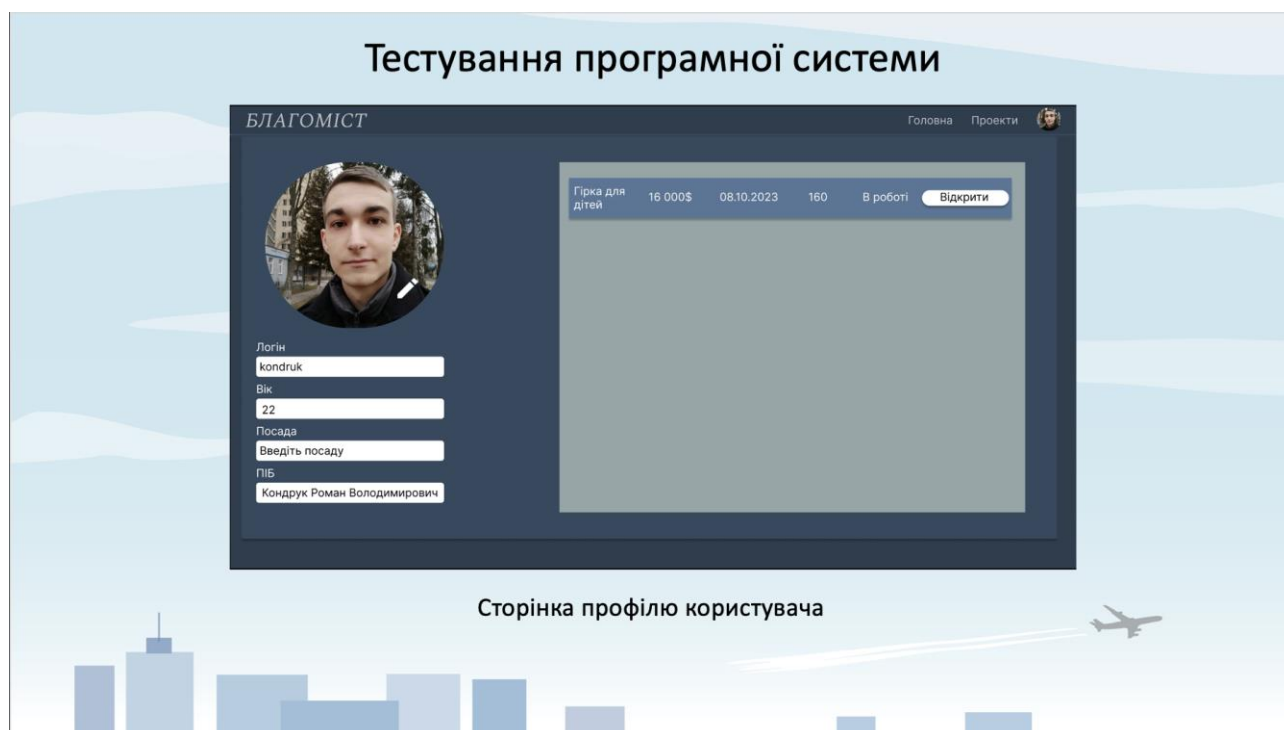 Тестування програмної системи
БЛАГОМІСТ
Головна Проекти
Гірка для
дітей
16 000$ 08.10.2023 160 В роботі Відкрити
Логін
kondruk
Вік
22
Посада
Введіть посаду
ПІБ
Кондрук Роман Володимирович
Сторінка профілю користувача